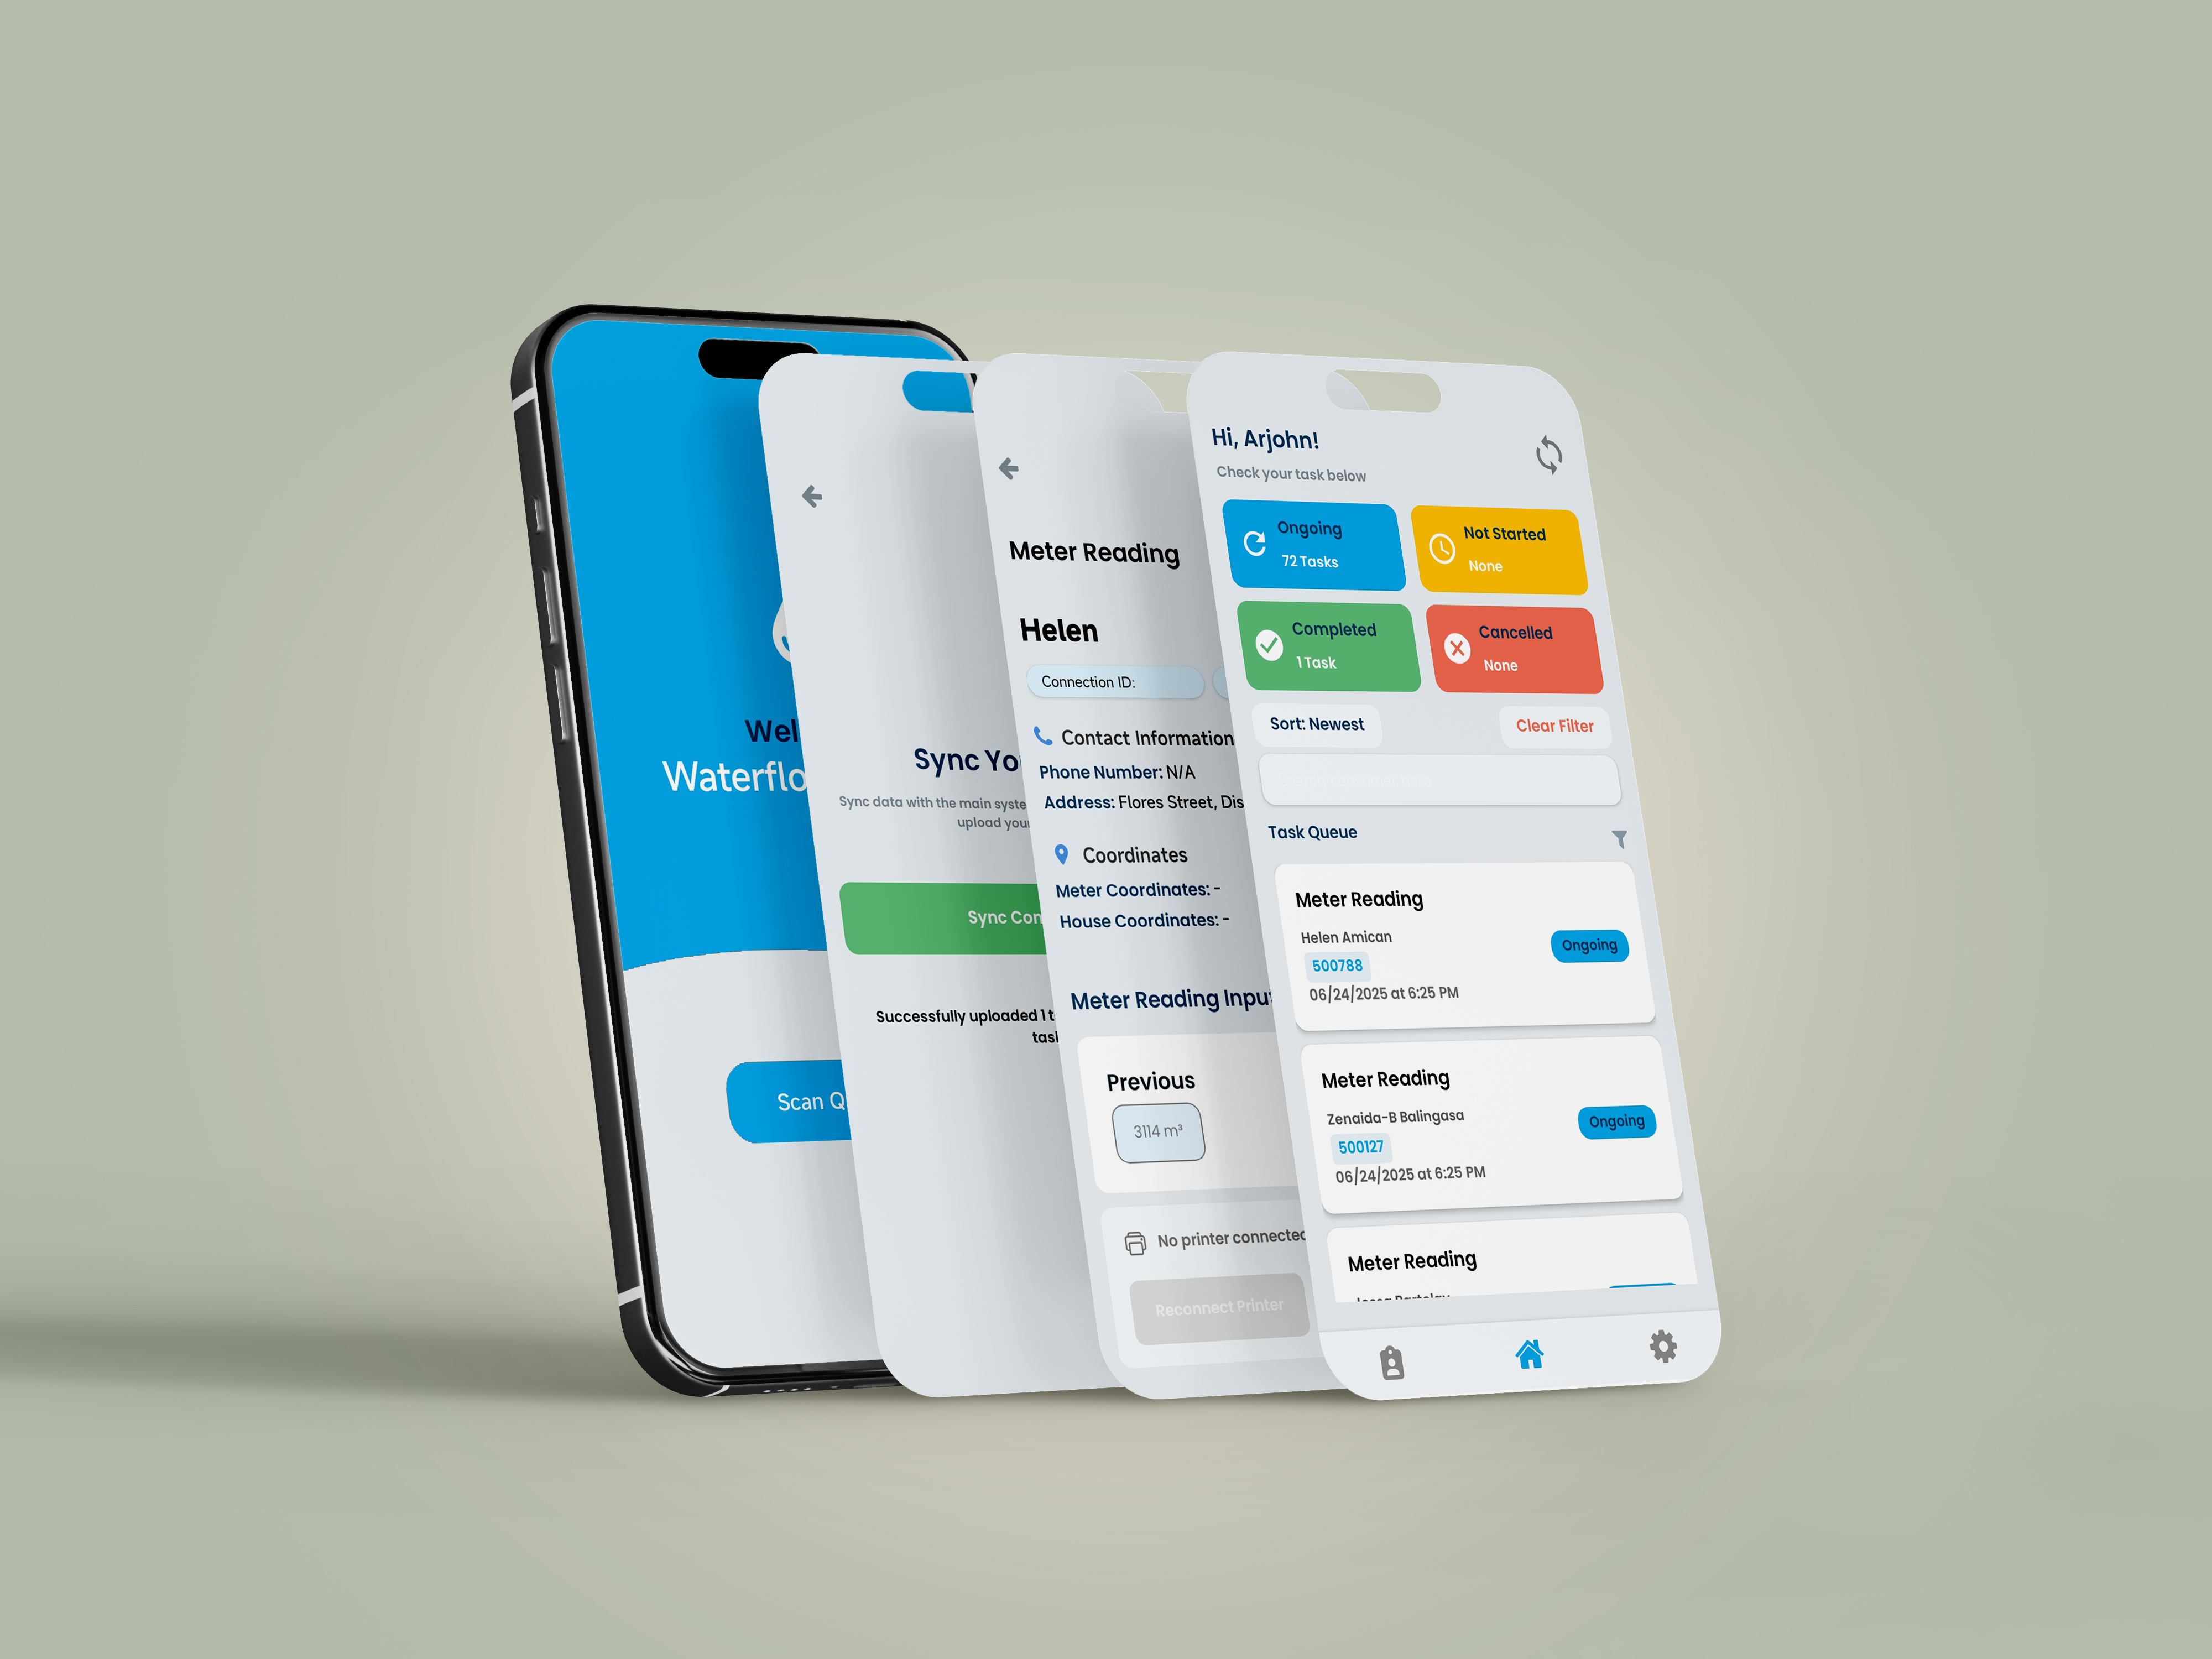 Wel
Waterflo
Scan Q
Sync Yo
Sync data with the main syste
upload your
Sync Con
Successfully uploaded 1 t
task
Meter Reading
Helen
Connection ID:
Contact Information
Phone Number: N/A
Address: Flores Street, Dis
Coordinates
Meter Coordinates: -
House Coordinates: -
Meter Reading Input
Previous
3114 m³
No printer connected
Reconnect Printer
Hi, Arjohn!
Check your task below
Ongoing
72 Tasks
Not Started
None
Completed
1 Task
Cancelled
None
Sort: Newest
Clear Filter
Search consumer here
Task Queue
Meter Reading
Helen Amican
Ongoing
500788
06/24/2025 at 6:25 PM
Meter Reading
Zenaida-B Balingasa
Ongoing
500127
06/24/2025 at 6:25 PM
Meter Reading